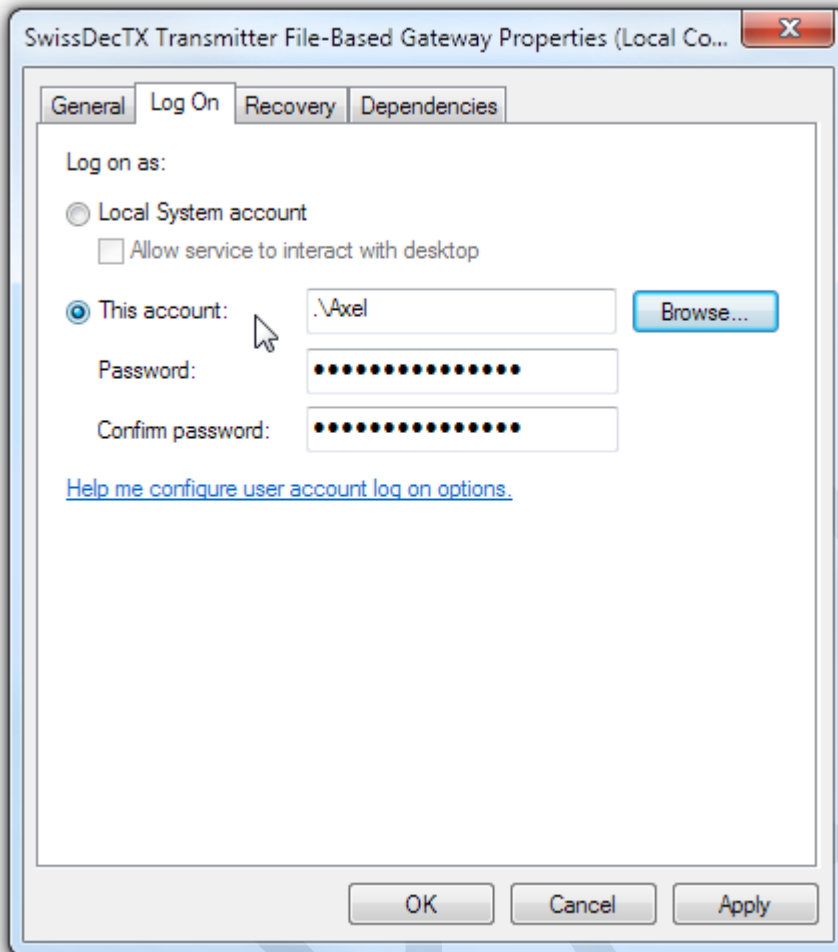 SwissDecTX Transmitter File-Based Gateway Properties (Local Co...
General Log On Recovery Dependencies
Log on as:
Local System account
Allow service to interact with desktop
This account: .\Axel Browse...
Password: •••••••••••••••
Confirm password: •••••••••••••••
Help me configure user account log on options.
OK Cancel Apply